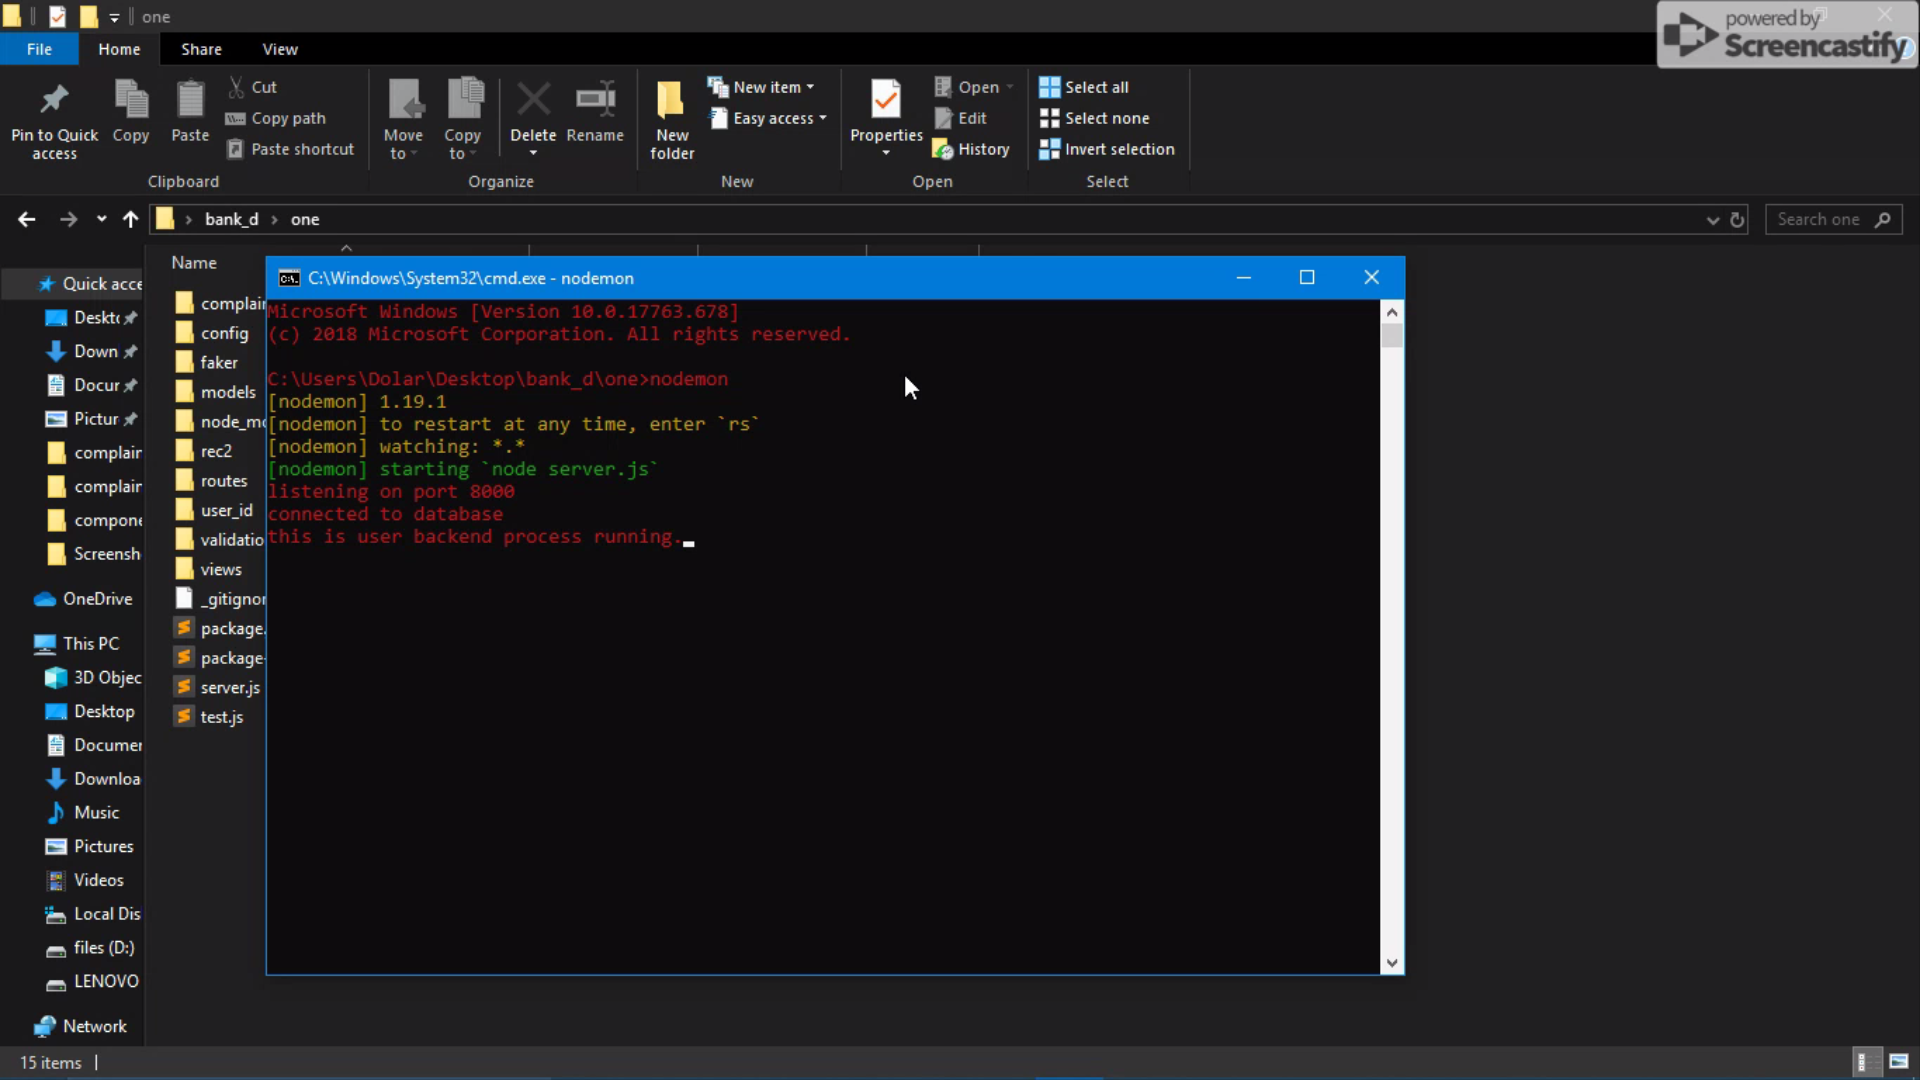 one
powered by
Screencastify
File
Home
Share
View
Pin to Quick access
Copy
Paste
Cut
Copy path
Paste shortcut
Clipboard
Move to
Copy to
Delete
Rename
Organize
New folder
New item
Easy access
New
Properties
Open
Edit
History
Open
Select all
Select none
Invert selection
Select
bank_d
one
Search one
Quick acce
Deskt
Down
Docur
Pictur
complain
complain
compone
Screensh
OneDrive
This PC
3D Objec
Desktop
Documer
Downloa
Music
Pictures
Videos
Local Dis
files (D:)
LENOVO
Network
Name
complain
config
faker
models
node_mo
rec2
routes
user_id
validatio
views
_gitignor
package.
package-
server.js
test.js
C:\Windows\System32\cmd.exe - nodemon
Microsoft Windows [Version 10.0.17763.678]
(c) 2018 Microsoft Corporation. All rights reserved.
C:\Users\Dolar\Desktop\bank_d\one>nodemon
[nodemon] 1.19.1
[nodemon] to restart at any time, enter `rs`
[nodemon] watching: *.*
[nodemon] starting `node server.js`
listening on port 8000
connected to database
this is user backend process running.
15 items